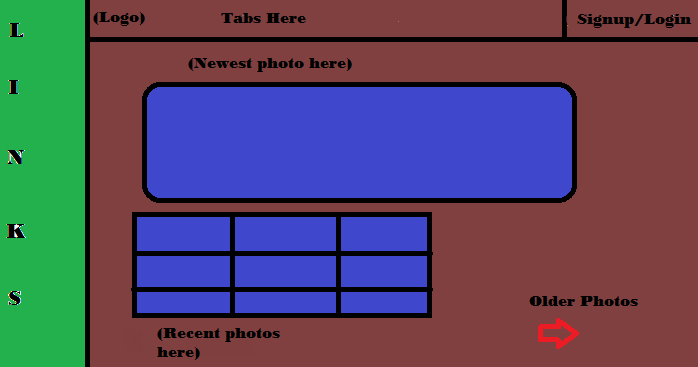 (Logo)
Tabs Here
Signup/Login
L
I
N
K
S
(Newest photo here)
Older Photos
(Recent photos
here)